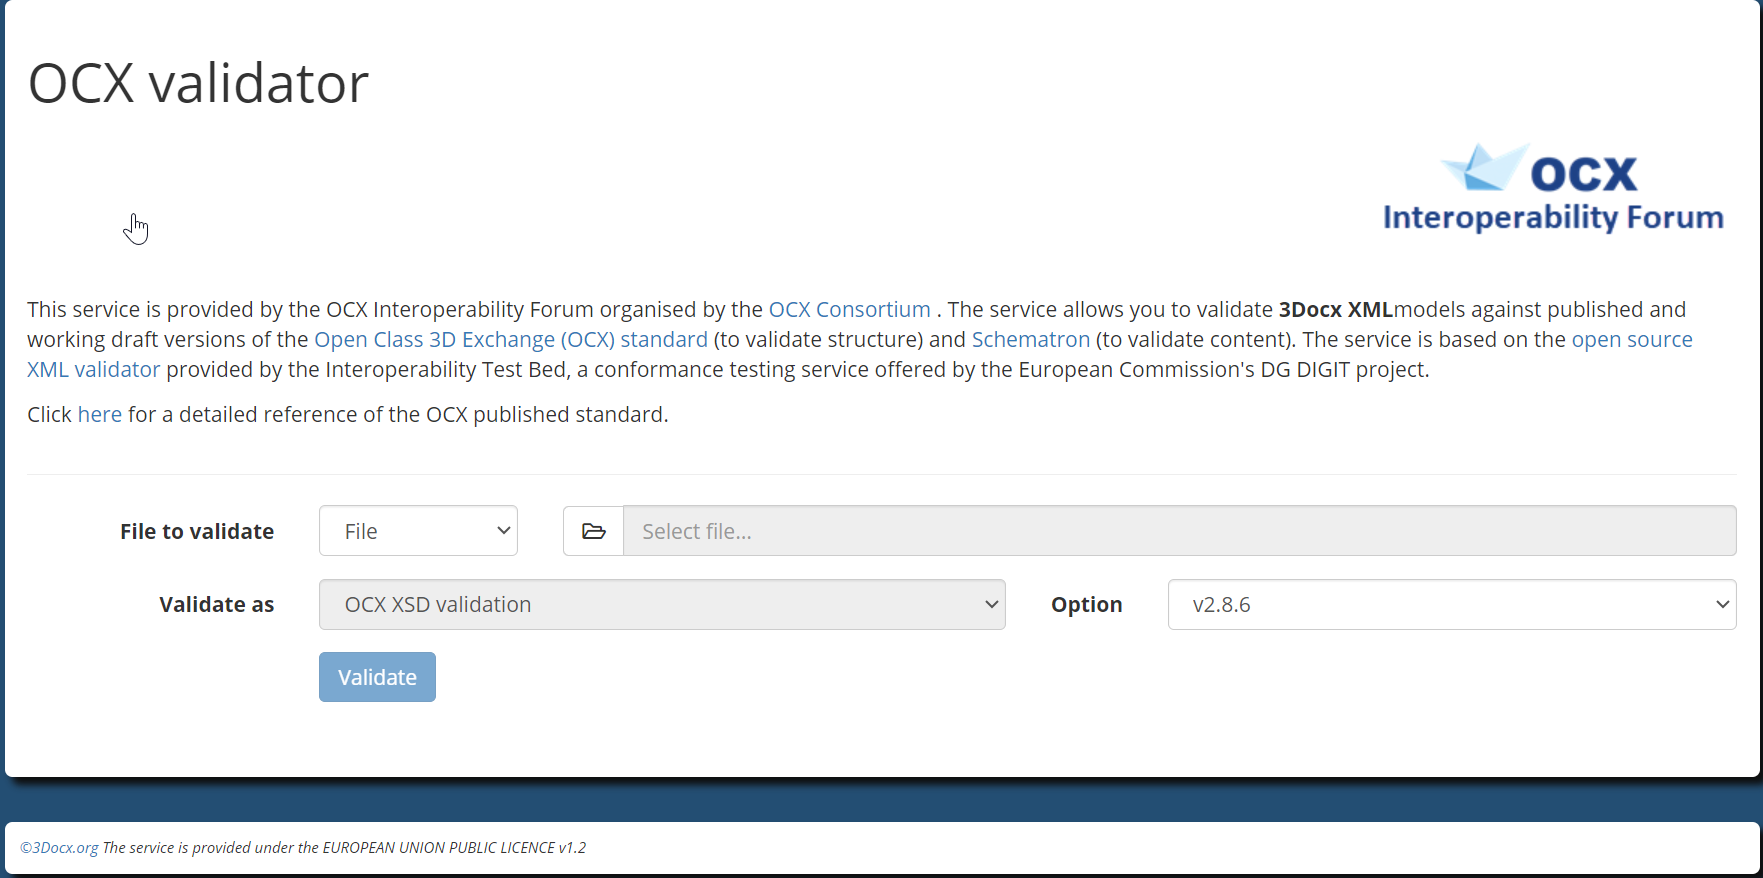 OCX validator
OCX
Interoperability Forum
This service is provided by the OCX Interoperability Forum organised by the OCX Consortium . The service allows you to validate 3Docx XMLmodels against published and
working draft versions of the Open Class 3D Exchange (OCX) standard (to validate structure) and Schematron (to validate content). The service is based on the open source
XML validator provided by the Interoperability Test Bed, a conformance testing service offered by the European Commission's DG DIGIT project.
Click here for a detailed reference of the OCX published standard.
File to validate File Select file...
Validate as OCX XSD validation Option v2.8.6
Validate
©3Docx.org The service is provided under the EUROPEAN UNION PUBLIC LICENCE v1.2